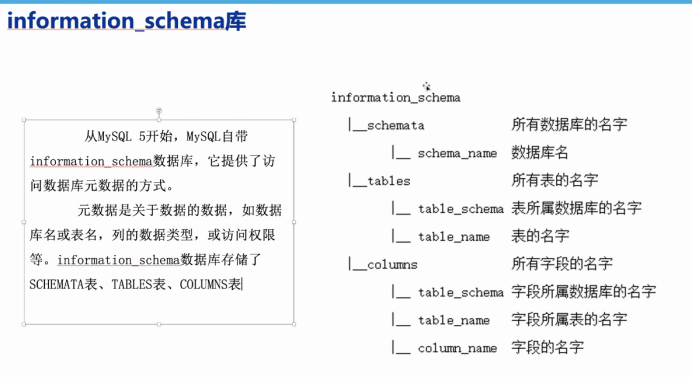 information_schema库
从MySQL 5开始，MySQL自带
information_schema数据库，它提供了访
问数据库元数据的方式。
元数据是关于数据的数据，如数据
库名或表名，列的数据类型，或访问权限
等。information_schema数据库存储了
SCHEMATA表、TABLES表、COLUMNS表
information_schema
|__schemata 所有数据库的名字
|__ schema_name 数据库名
|__tables 所有表的名字
|__ table_schema 表所属数据库的名字
|__ table_name 表的名字
|__columns 所有字段的名字
|__ table_schema 字段所属数据库的名字
|__ table_name 字段所属表的名字
|__ column_name 字段的名字